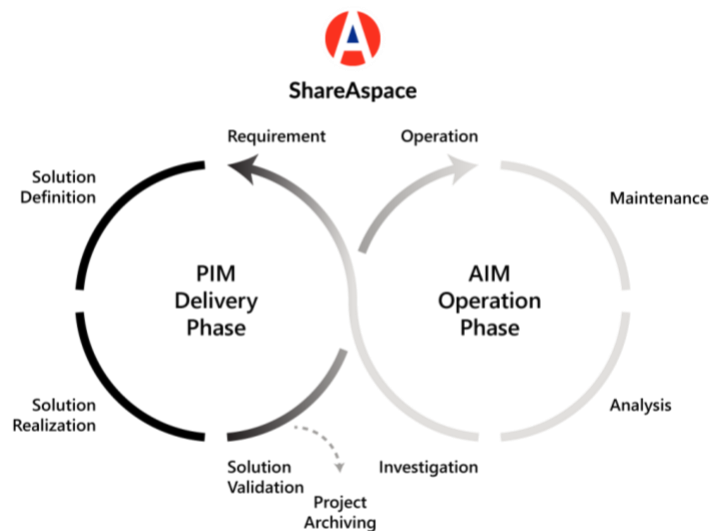 A
ShareAspace
Requirement
Operation
Solution
Definition
Maintenance
PIM
Delivery
Phase
AIM
Operation
Phase
Solution
Realization
Analysis
Solution
Validation
Investigation
Project
Archiving